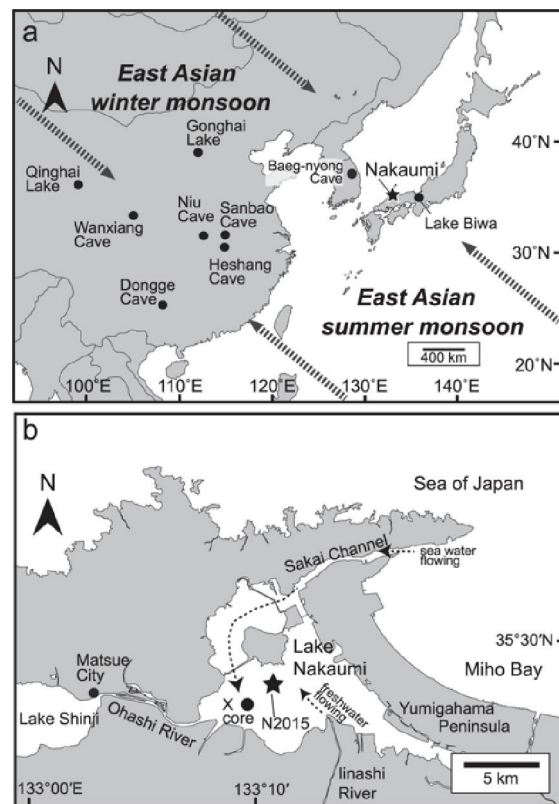 a
N
East Asian
winter monsoon
Gonghai
Lake
Qinghai
Lake
Wanxiang
Cave
Niu
Cave
Sanbao
Cave
Heshang
Cave
Dongge
Cave
Baeg-nyong
Cave
Nakaumi
Lake Biwa
East Asian
summer monsoon
400 km
40°N
30°N
20°N
100°E
110°E
120°E
130°E
140°E
b
N
Sea of Japan
Sakai Channel
sea water
flowing
35°30'N
Matsue
City
Lake
Nakaumi
Miho Bay
Lake Shinji
Ohashi River
X
core
N2015
freshwater
flowing
Yumigahama
Peninsula
Iinashi
River
5 km
133°00'E
133°10'E